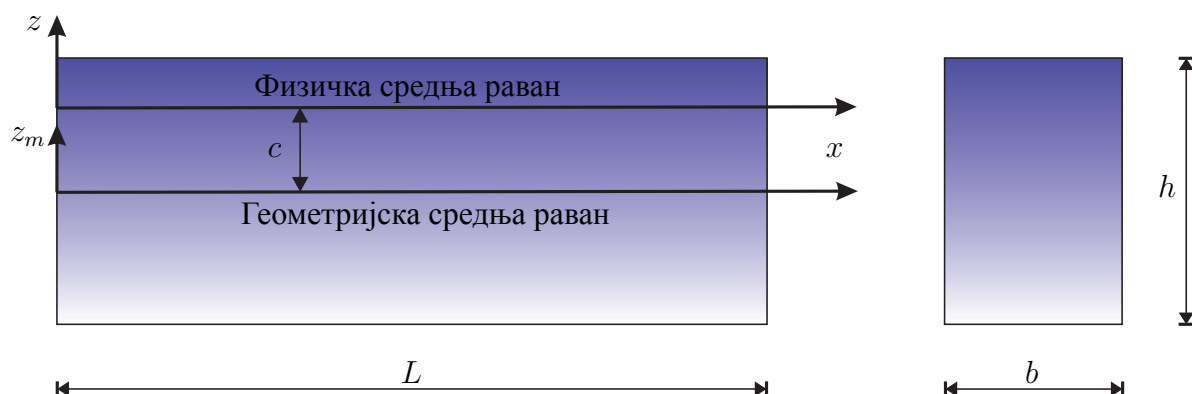 z
Физичка средња раван
z_m
c
x
h
Геометријска средња раван
L
b